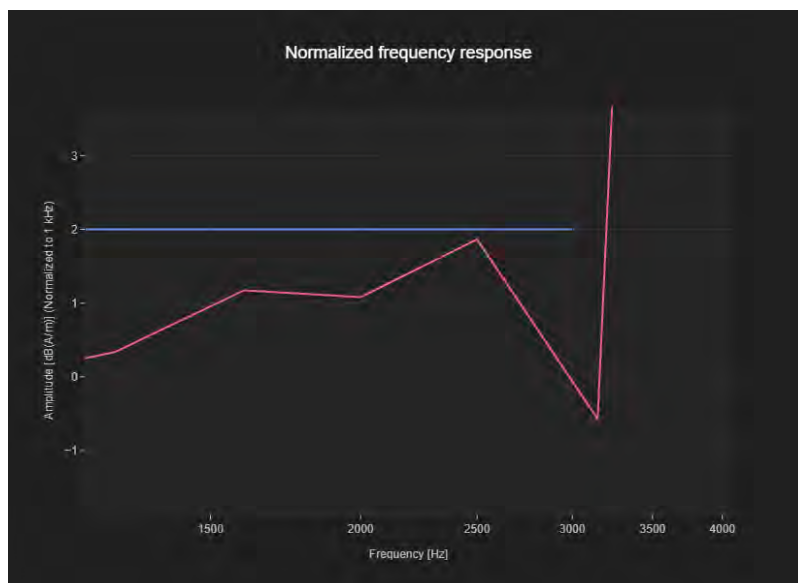 Normalized frequency response
Amplitude [dB(A/m)] (Normalized to 1 kHz)
3
2
1
0
−1
1500 2000 2500 3000 3500 4000
Frequency [Hz]